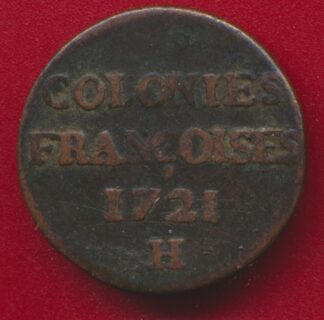 COLONIES
FRANÇOISES
1721
H